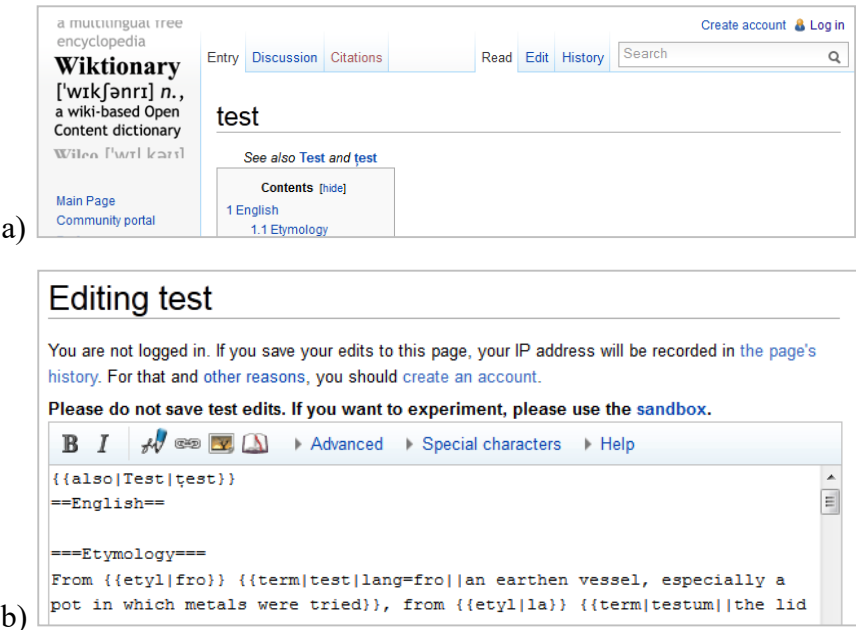 a multilingual free
encyclopedia
Wiktionary
['wɪkʃənrɪ] n.,
a wiki-based Open
Content dictionary
Wilco ['wɪl kəʊ]
Main Page
Community portal
Create account Log in
Entry Discussion Citations Read Edit History Search
test
See also Test and țest
Contents [hide]
1 English
1.1 Etymology
a)
Editing test
You are not logged in. If you save your edits to this page, your IP address will be recorded in the page's
history. For that and other reasons, you should create an account.
Please do not save test edits. If you want to experiment, please use the sandbox.
B I Advanced Special characters Help
{{also|Test|țest}}
==English==
===Etymology===
From {{etyl|fro}} {{term|test|lang=fro||an earthen vessel, especially a
pot in which metals were tried}}, from {{etyl|la}} {{term|testum||the lid
b)